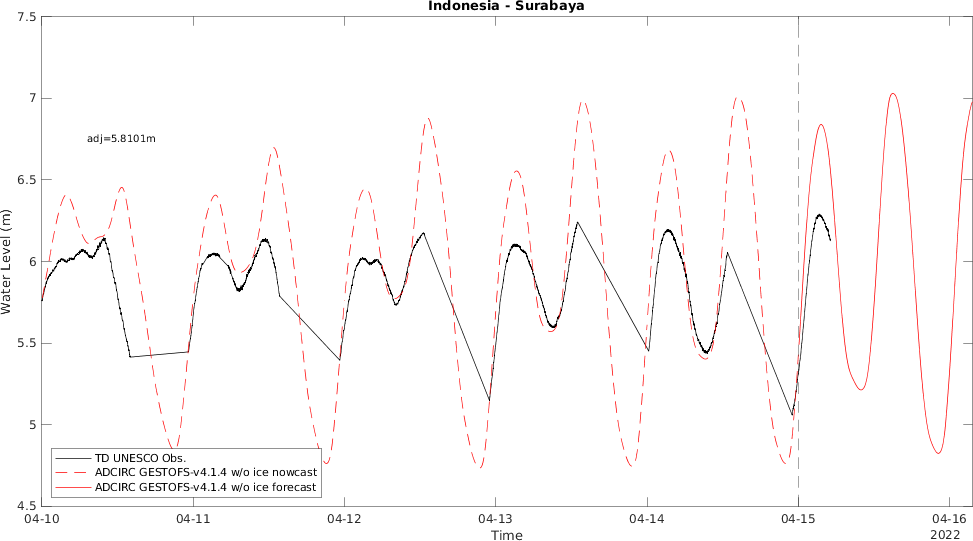 Indonesia - Surabaya
7.5
7
6.5
6
5.5
5
4.5
Water Level (m)
adj=5.8101m
TD UNESCO Obs.
ADCIRC GESTOFS-v4.1.4 w/o ice nowcast
ADCIRC GESTOFS-v4.1.4 w/o ice forecast
04-10 04-11 04-12 04-13 04-14 04-15 04-16
Time
2022